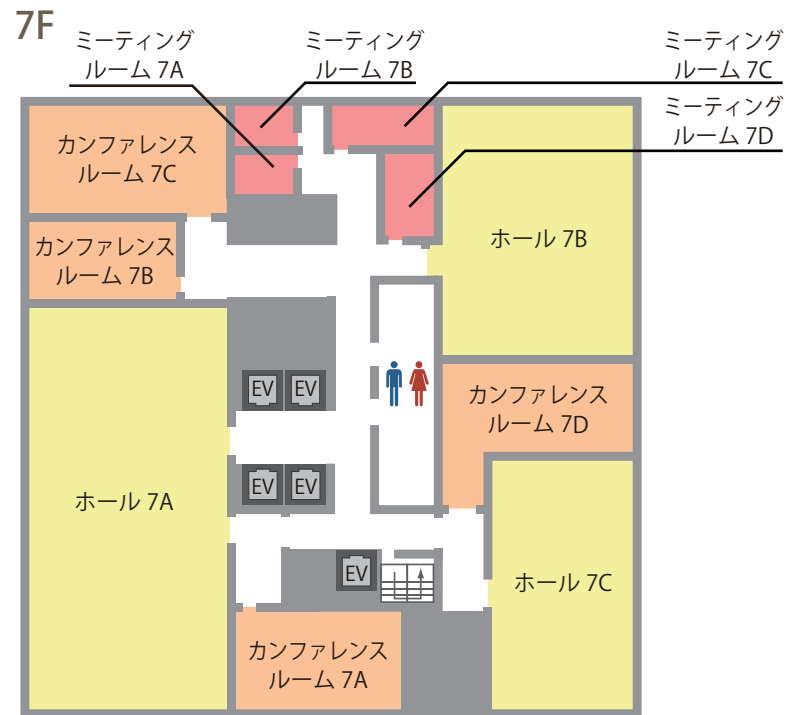 7F
ミーティング
ルーム 7A
ミーティング
ルーム 7B
ミーティング
ルーム 7C
ミーティング
ルーム 7D
カンファレンス
ルーム 7C
カンファレンス
ルーム 7B
ホール 7B
EV
EV
カンファレンス
ルーム 7D
EV
EV
ホール 7A
EV
ホール 7C
カンファレンス
ルーム 7A